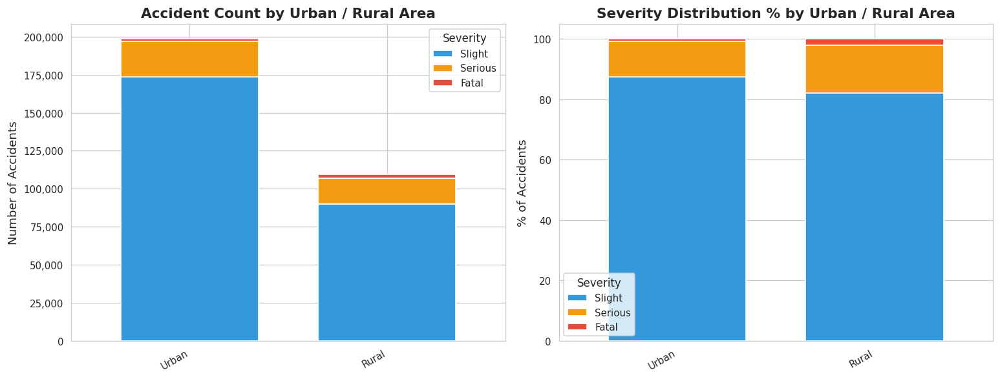 Accident Count by Urban / Rural Area
Number of Accidents
200,000
175,000
150,000
125,000
100,000
75,000
50,000
25,000
0
Urban
Rural
Severity
Slight
Serious
Fatal
Severity Distribution % by Urban / Rural Area
% of Accidents
100
80
60
40
20
0
Urban
Rural
Severity
Slight
Serious
Fatal